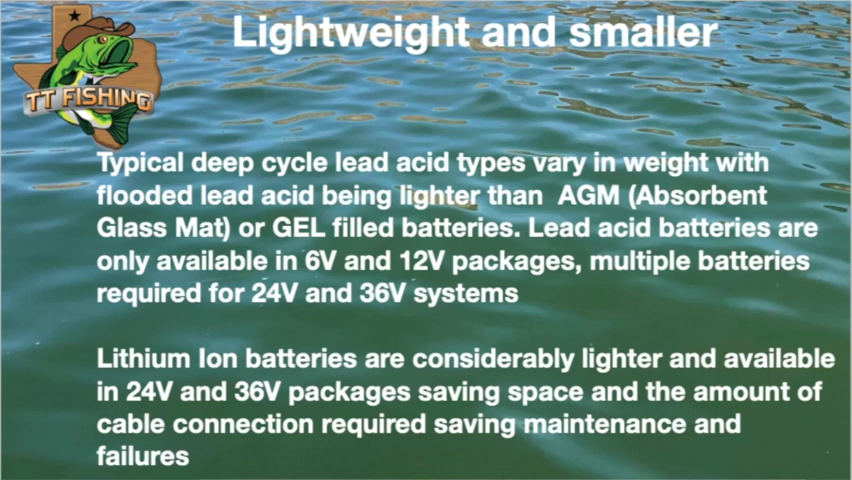 Lightweight and smaller
TT FISHING
Typical deep cycle lead acid types vary in weight with
flooded lead acid being lighter than  AGM (Absorbent
Glass Mat) or GEL filled batteries. Lead acid batteries are
only available in 6V and 12V packages, multiple batteries
required for 24V and 36V systems
Lithium Ion batteries are considerably lighter and available
in 24V and 36V packages saving space and the amount of
cable connection required saving maintenance and
failures